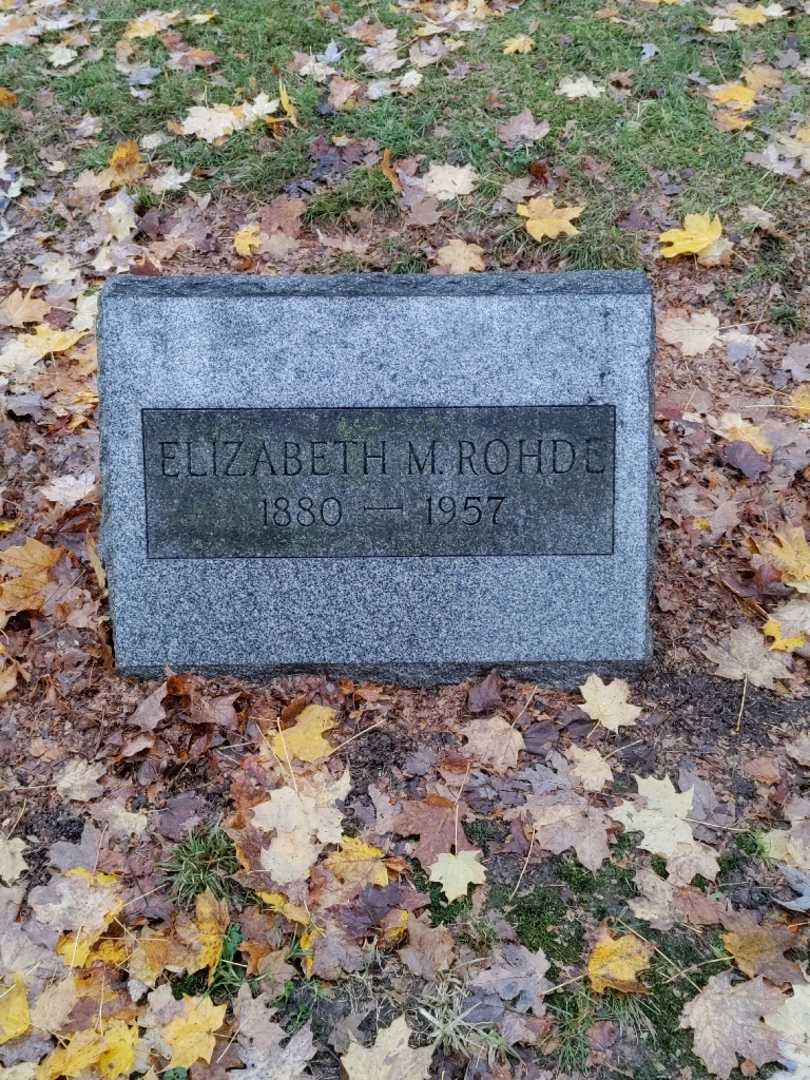 ELIZABETH M. ROHDE
1880 — 1957